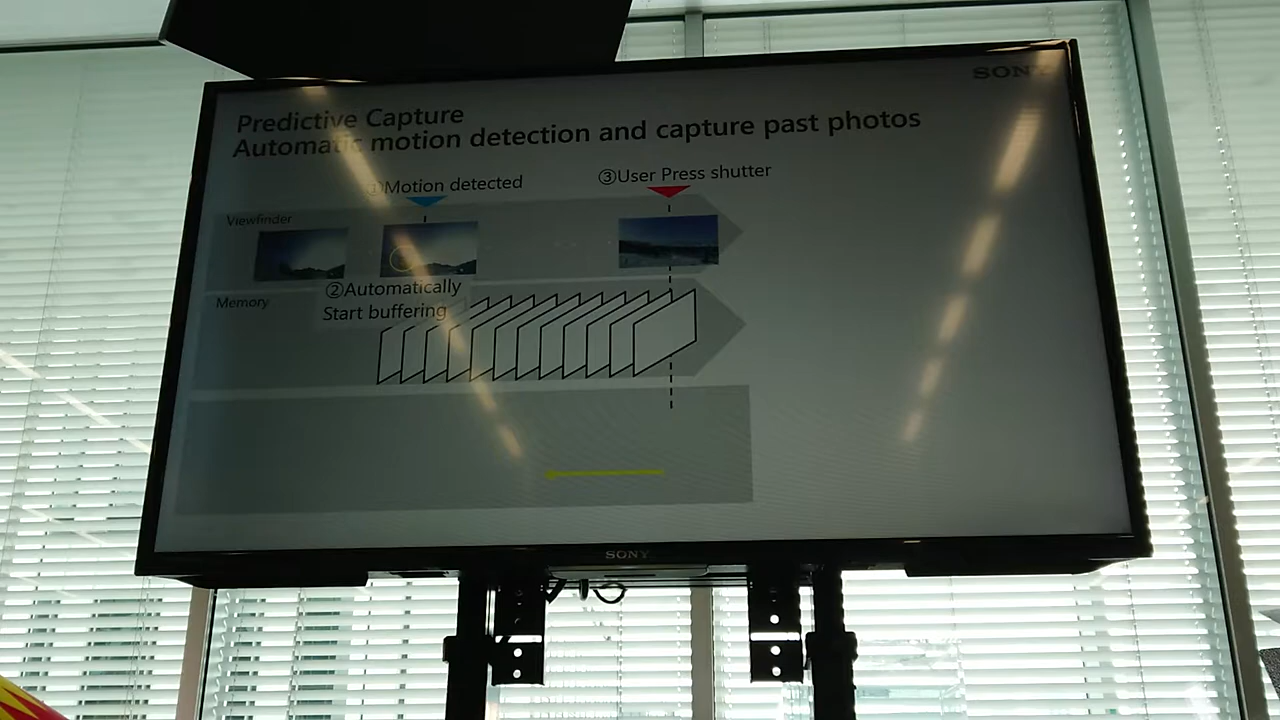 SONY
Predictive Capture
Automatic motion detection and capture past photos
①Motion detected
③User Press shutter
Viewfinder
②Automatically
Start buffering
Memory
SONY